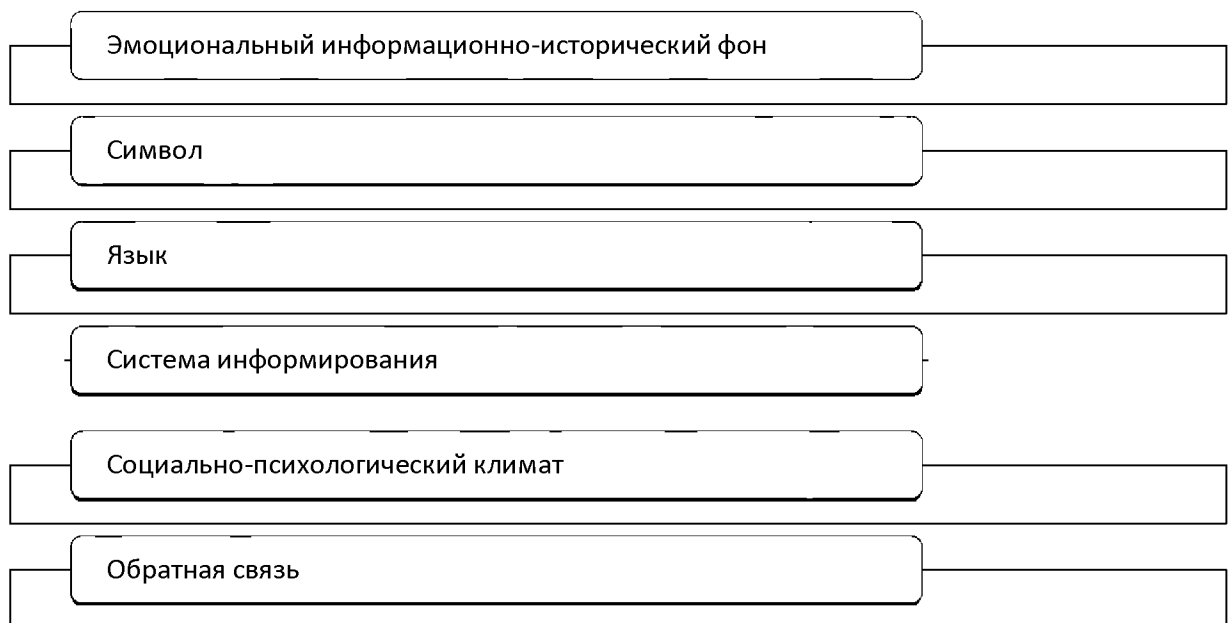 Эмоциональный информационно-исторический фон
Символ
Язык
Система информирования
Социально-психологический климат
Обратная связь